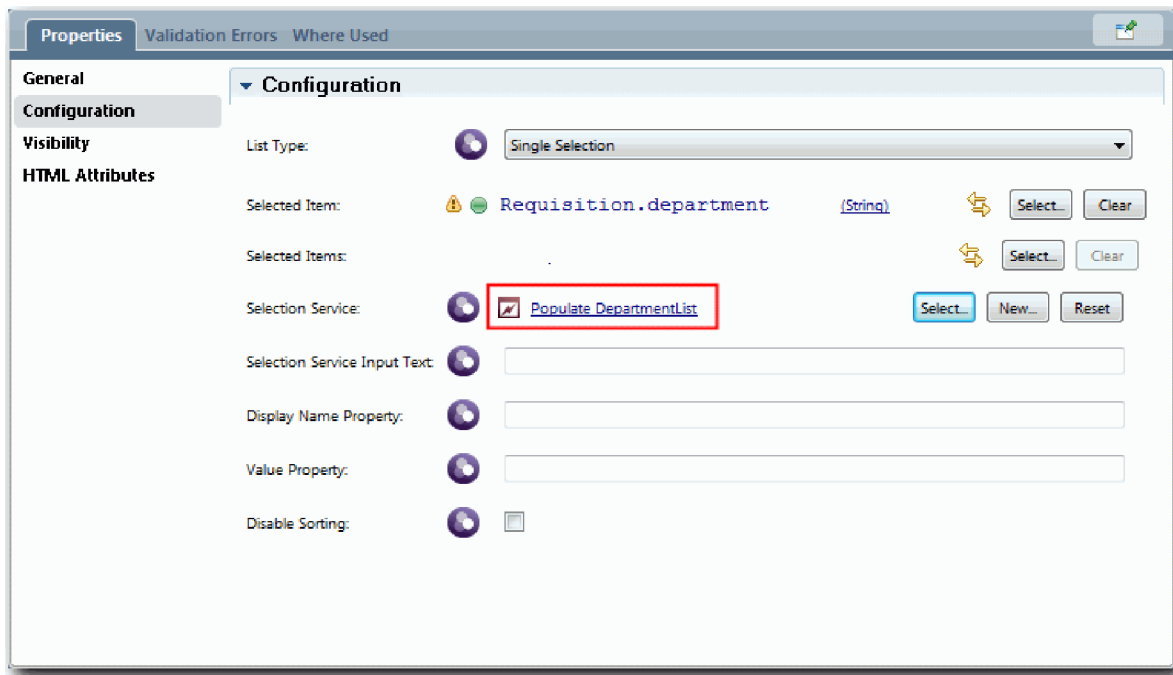 Properties Validation Errors Where Used
General
Configuration
Visibility
HTML Attributes
Configuration
List Type: Single Selection
Selected Item: Requisition.department (String) Select... Clear
Selected Items: Select... Clear
Selection Service: Populate DepartmentList Select... New... Reset
Selection Service Input Text:
Display Name Property:
Value Property:
Disable Sorting: